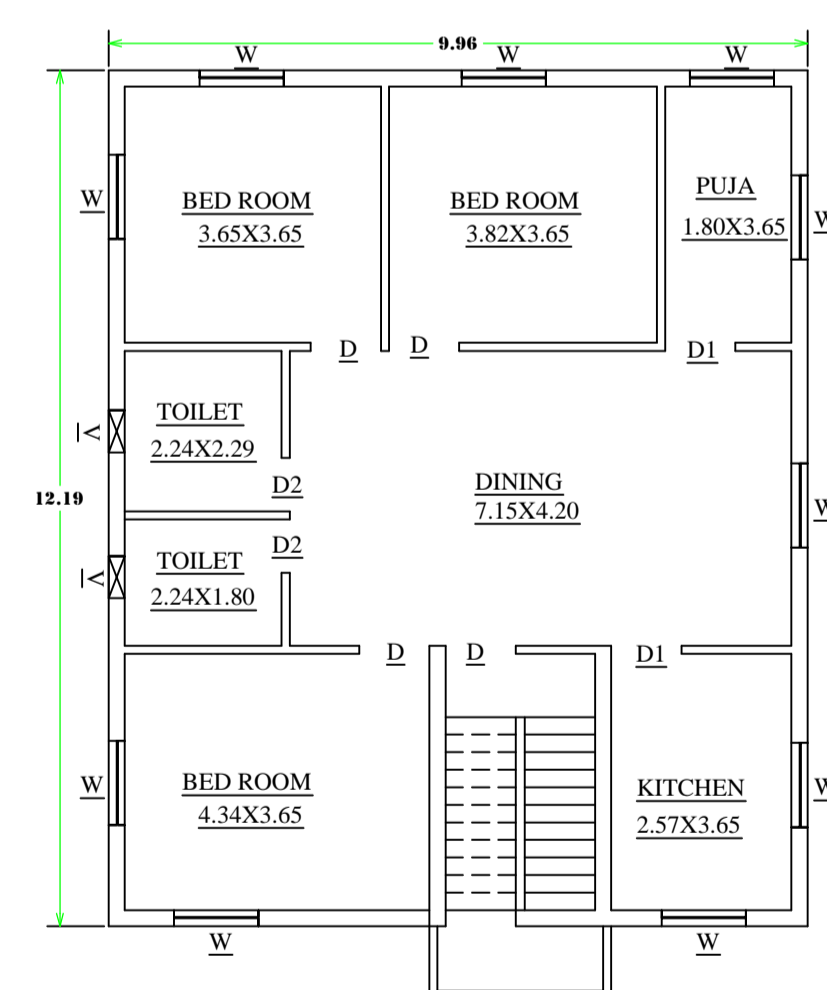 9.96
W W W
BED ROOM
3.65X3.65
BED ROOM
3.82X3.65
PUJA
1.80X3.65
W
W
D
D
D1
TOILET
2.24X2.29
V
D2
12.19
DINING
7.15X4.20
W
D2
TOILET
2.24X1.80
V
D
D
D1
BED ROOM
4.34X3.65
W
KITCHEN
2.57X3.65
W
W
W